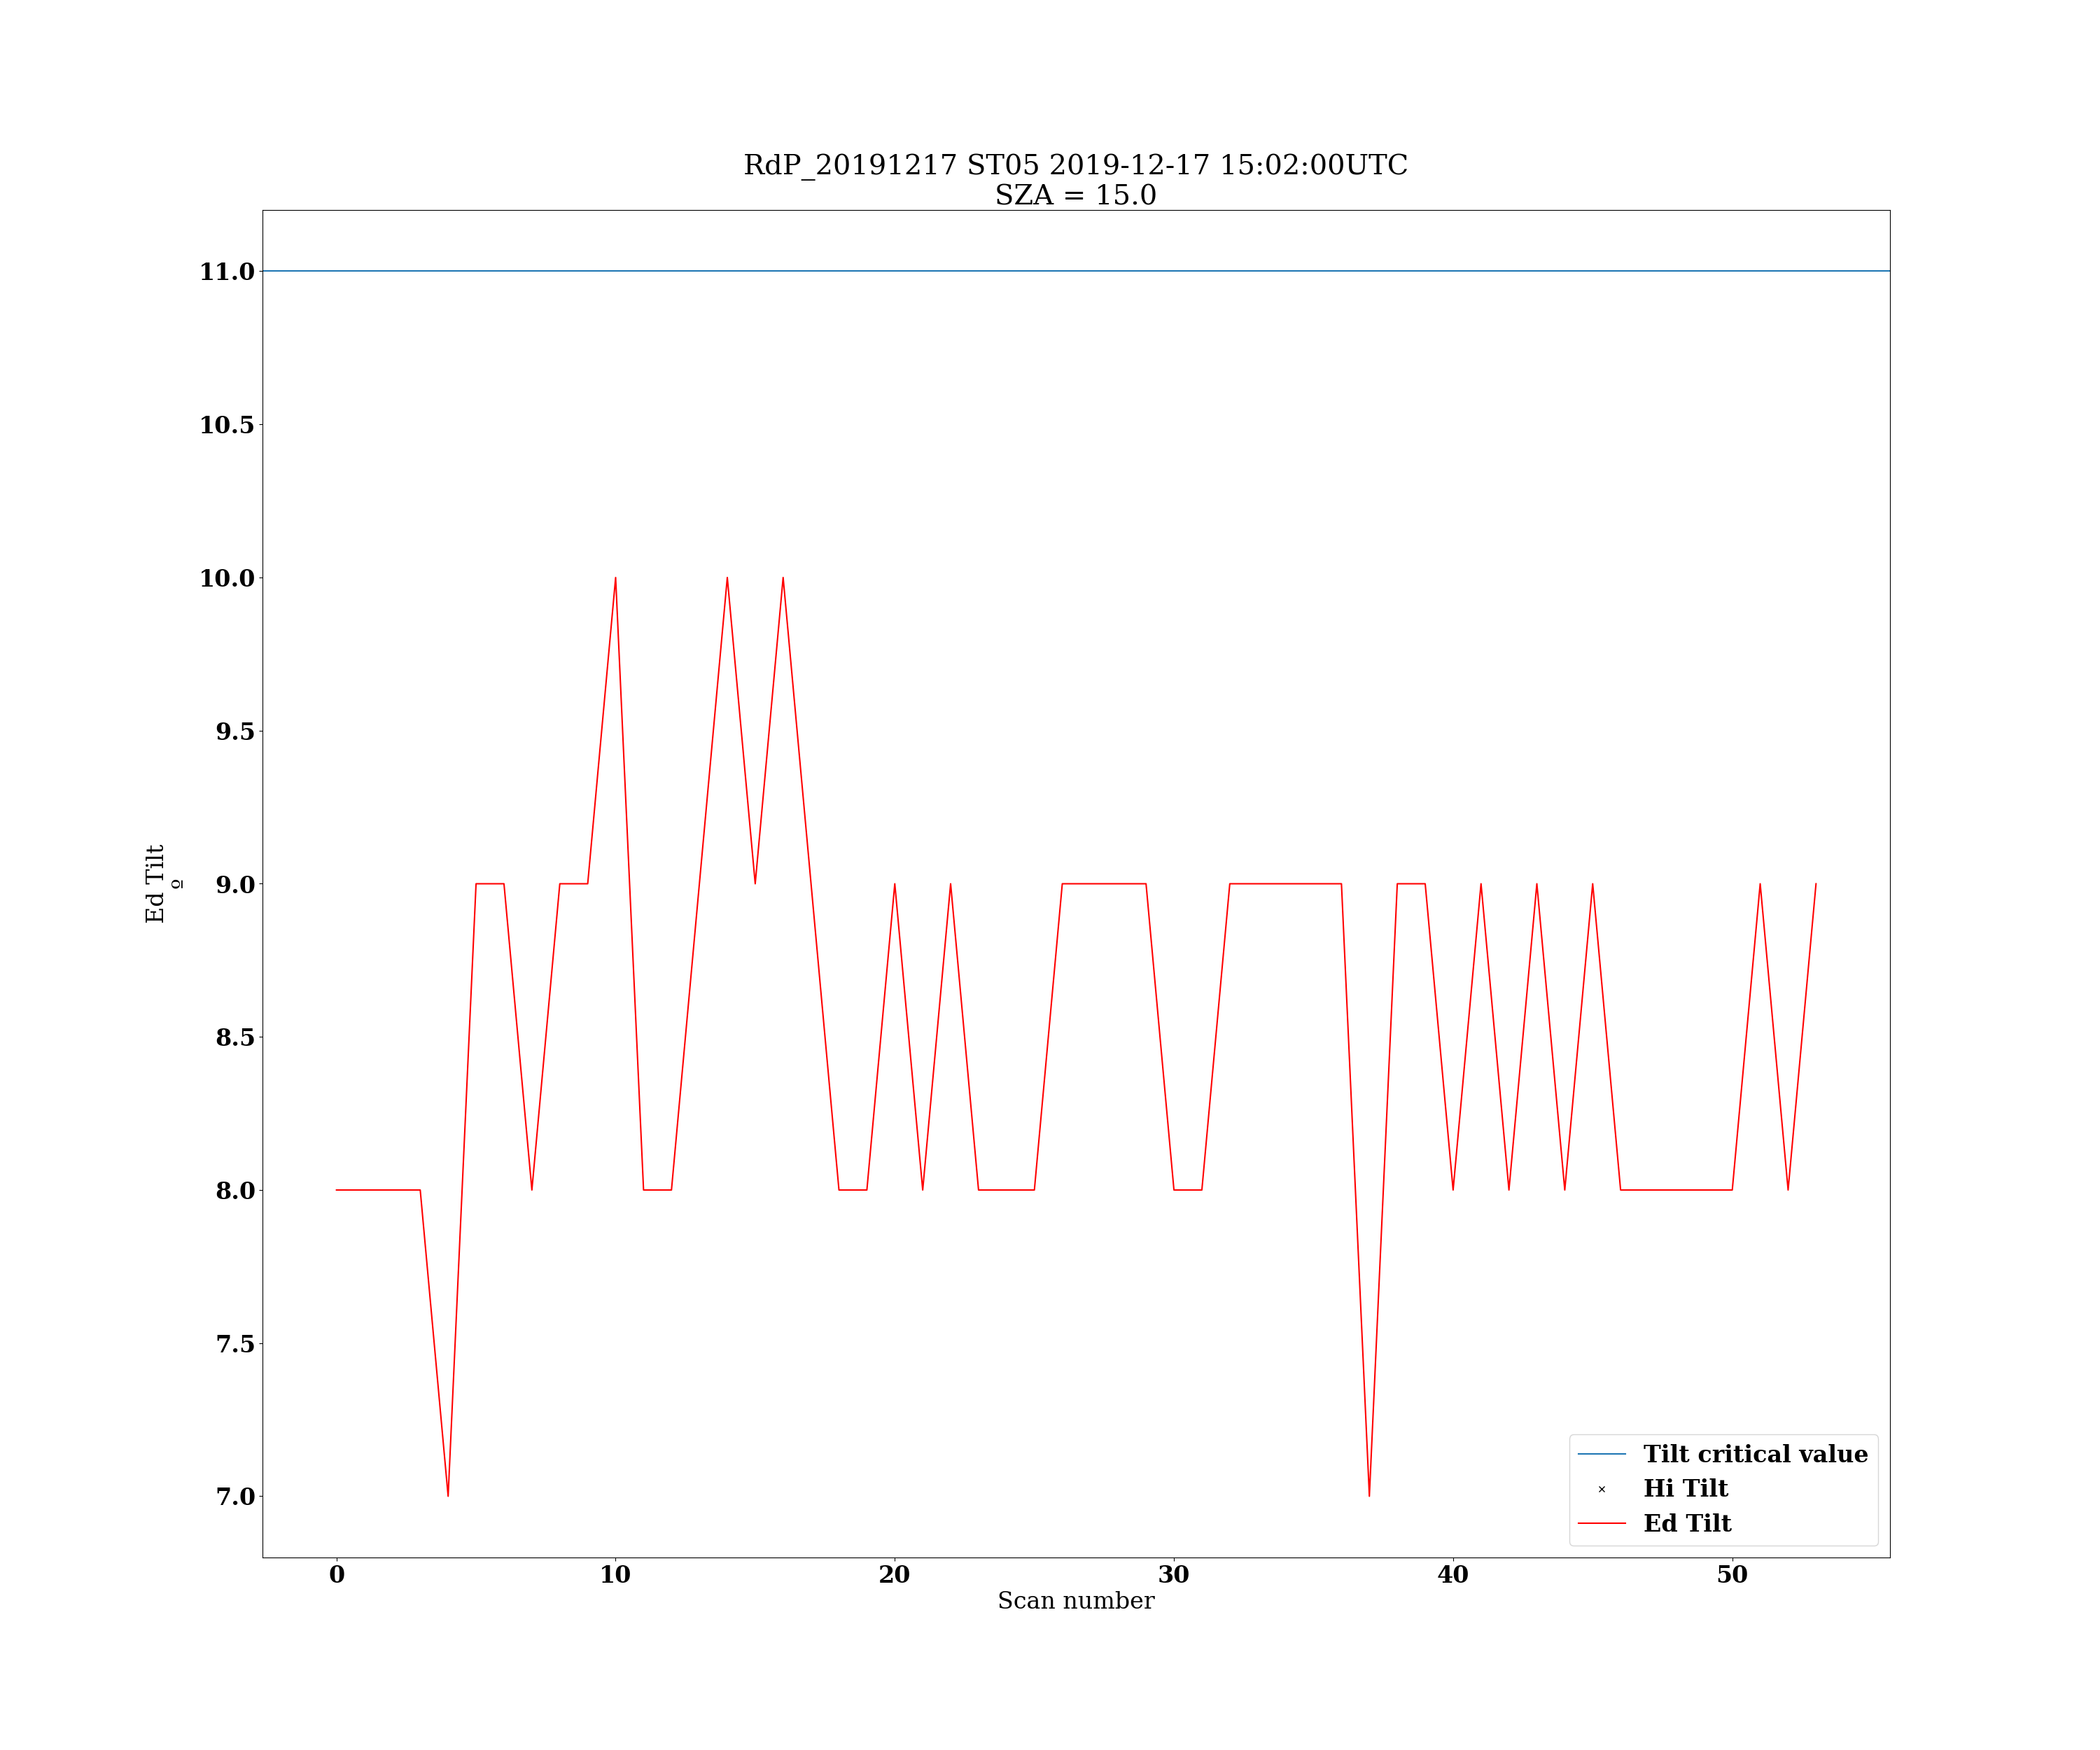 RdP_20191217 ST05 2019-12-17 15:02:00UTC
SZA = 15.0
11.0
10.5
10.0
9.5
9.0
8.5
8.0
7.5
7.0
Ed Tilt
º
Tilt critical value
Hi Tilt
Ed Tilt
0 10 20 30 40 50
Scan number